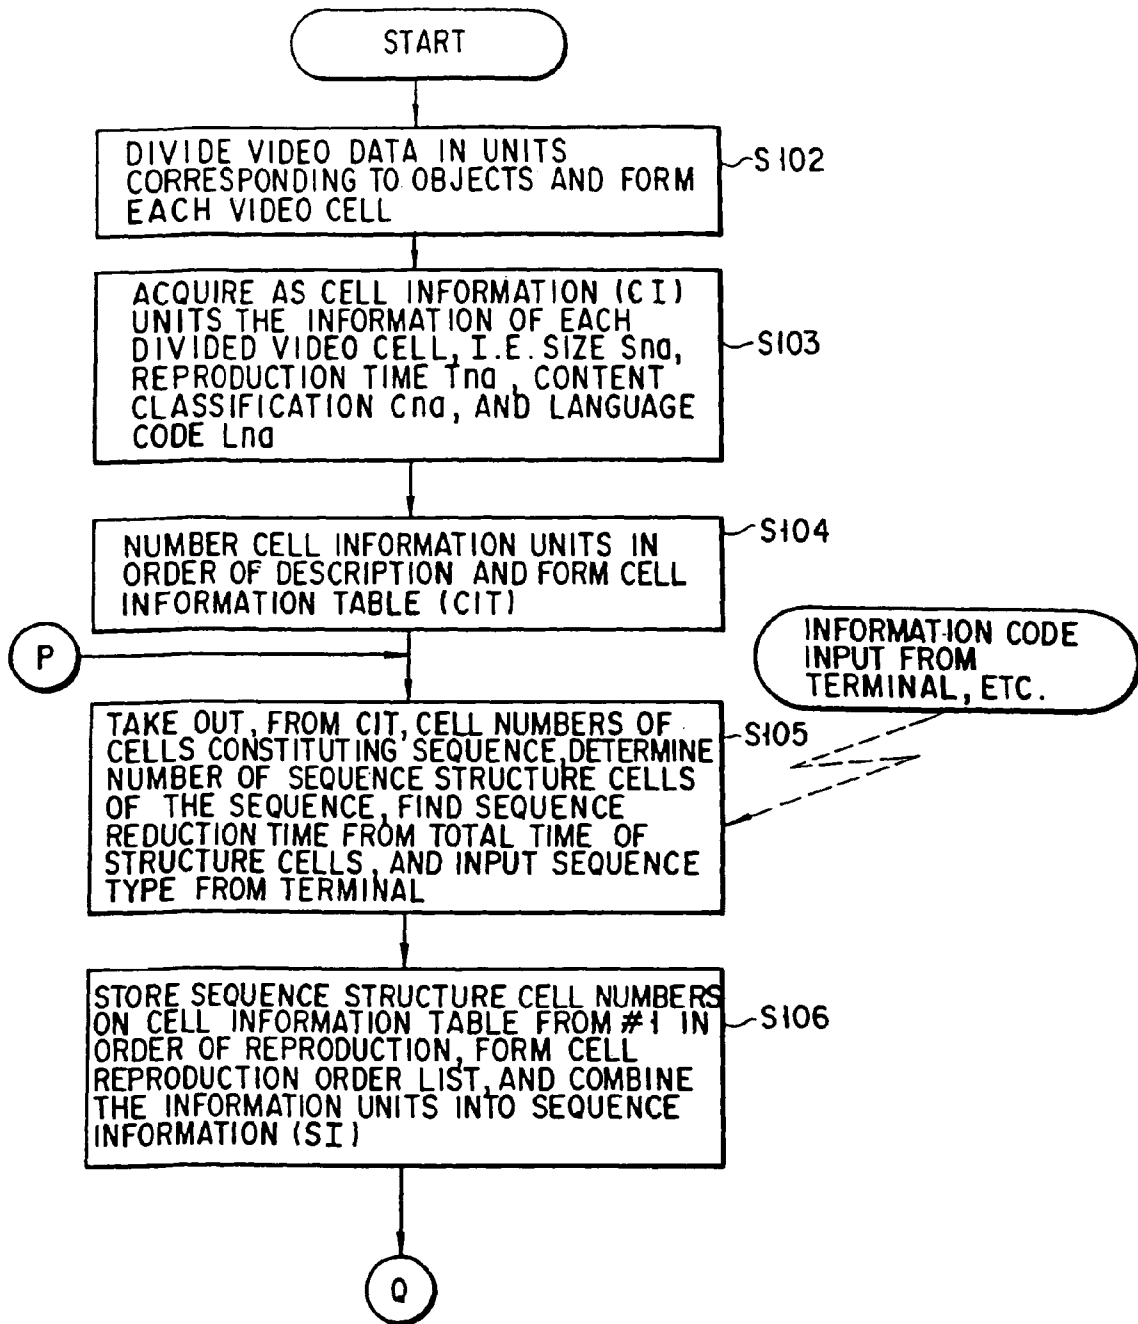 START
DIVIDE VIDEO DATA IN UNITS
CORRESPONDING TO OBJECTS AND FORM
EACH VIDEO CELL
S102
ACQUIRE AS CELL INFORMATION (CI)
UNITS THE INFORMATION OF EACH
DIVIDED VIDEO CELL, I.E. SIZE Sna,
REPRODUCTION TIME Tna, CONTENT
CLASSIFICATION Cna, AND LANGUAGE
CODE Lna
S103
NUMBER CELL INFORMATION UNITS IN
ORDER OF DESCRIPTION AND FORM CELL
INFORMATION TABLE (CIT)
S104
P
INFORMATION CODE
INPUT FROM
TERMINAL, ETC.
TAKE OUT, FROM CIT, CELL NUMBERS OF
CELLS CONSTITUTING SEQUENCE, DETERMINE
NUMBER OF SEQUENCE STRUCTURE CELLS
OF THE SEQUENCE, FIND SEQUENCE
REDUCTION TIME FROM TOTAL TIME OF
STRUCTURE CELLS, AND INPUT SEQUENCE
TYPE FROM TERMINAL
S105
STORE SEQUENCE STRUCTURE CELL NUMBERS
ON CELL INFORMATION TABLE FROM #1 IN
ORDER OF REPRODUCTION, FORM CELL
REPRODUCTION ORDER LIST, AND COMBINE
THE INFORMATION UNITS INTO SEQUENCE
INFORMATION (SI)
S106
Q